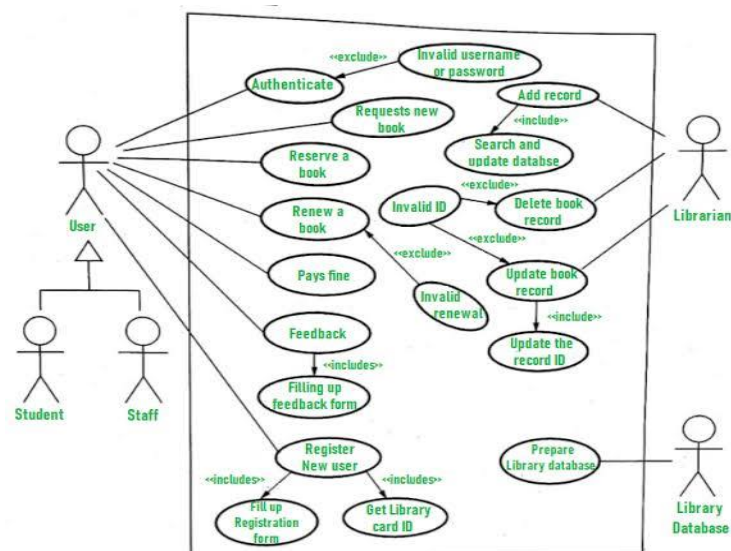 <<exclude>>
Invalid username
or password
Authenticate
Add record
Requests new
book
<<include>>
Search and
update databse
Reserve a
book
<<exclude>>
Invalid ID
Delete book
record
Librarian
User
Renew a
book
<<exclude>>
<<exclude>>
Pays fine
Update book
record
Invalid
renewal
<<include>>
Feedback
Update the
record ID
<<includes>>
Student
Staff
Filling up
feedback form
Register
New user
Prepare
Library database
<<includes>>
<<includes>>
Fill up
Registration
form
Get Library
card ID
Library
Database